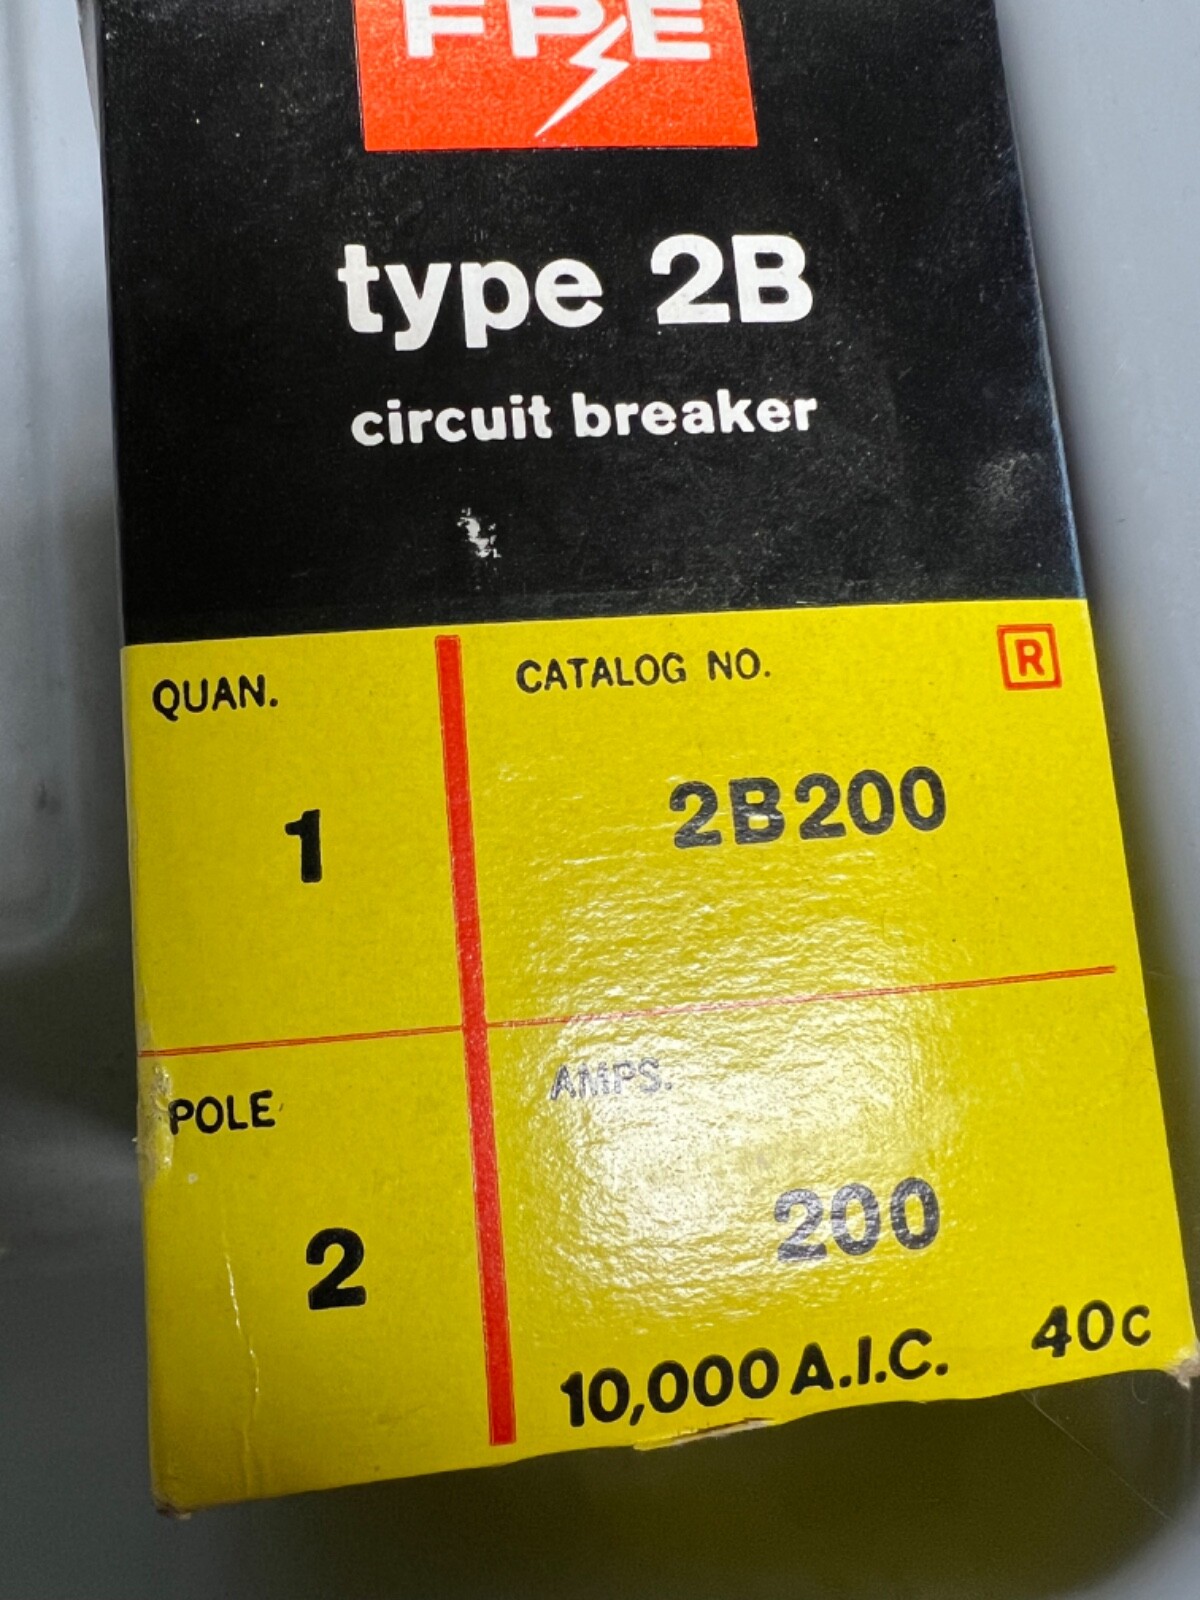 FPE
type 2B
circuit breaker
QUAN.
CATALOG NO.
R
1
2B200
POLE
AMPS.
2
200
10,000 A.I.C.
40c